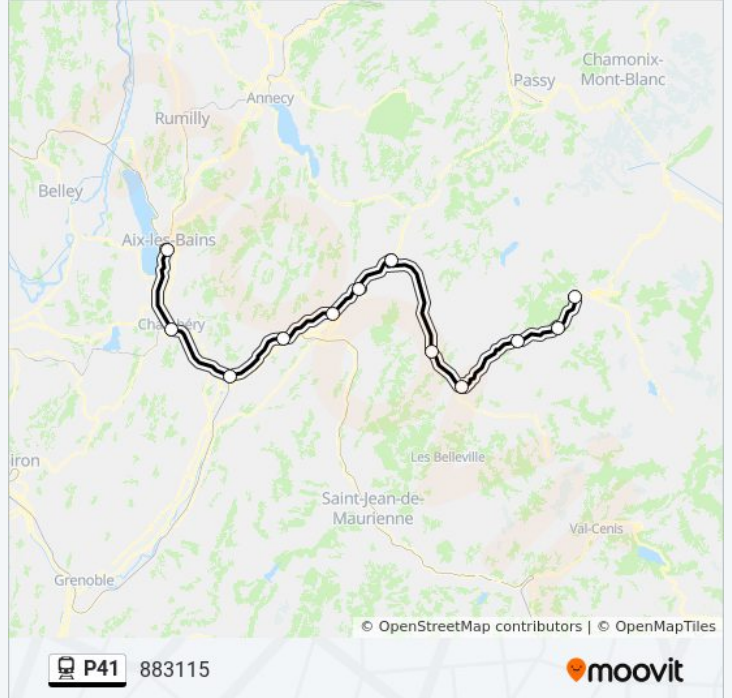 Chamonix-
Mont-Blanc
Passy
Annecy
Rumilly
Belley
Aix-les-Bains
Chambéry
Les Belleville
Saint-Jean-de-
Maurienne
Val-Cenis
iron
Grenoble
© OpenStreetMap contributors | © OpenMapTiles
P41 883115
moovit